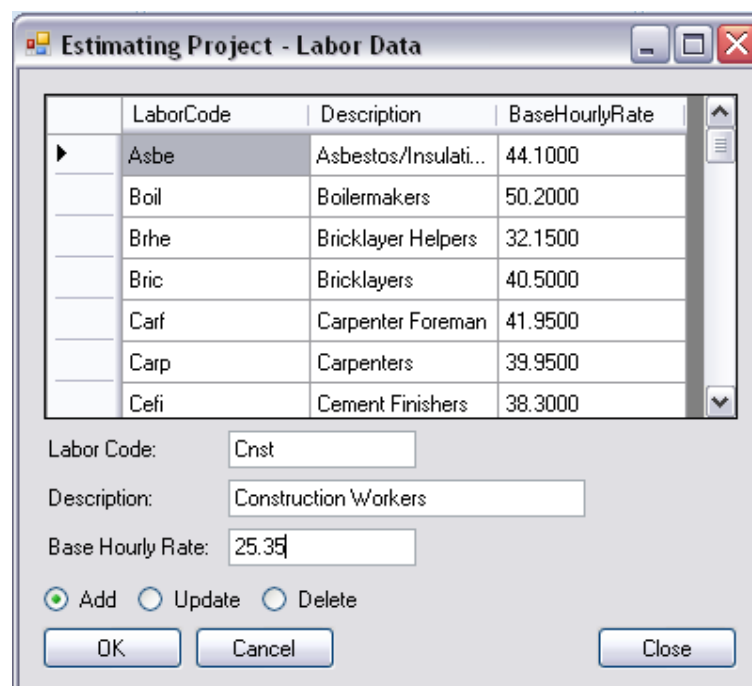 Estimating Project - Labor Data
LaborCode Description BaseHourlyRate
Asbe Asbestos/Insulati... 44.1000
Boil Boilermakers 50.2000
Brhe Bricklayer Helpers 32.1500
Bric Bricklayers 40.5000
Carf Carpenter Foreman 41.9500
Carp Carpenters 39.9500
Cefi Cement Finishers 38.3000
Labor Code: Cnst
Description: Construction Workers
Base Hourly Rate: 25.35
Add Update Delete
OK Cancel Close